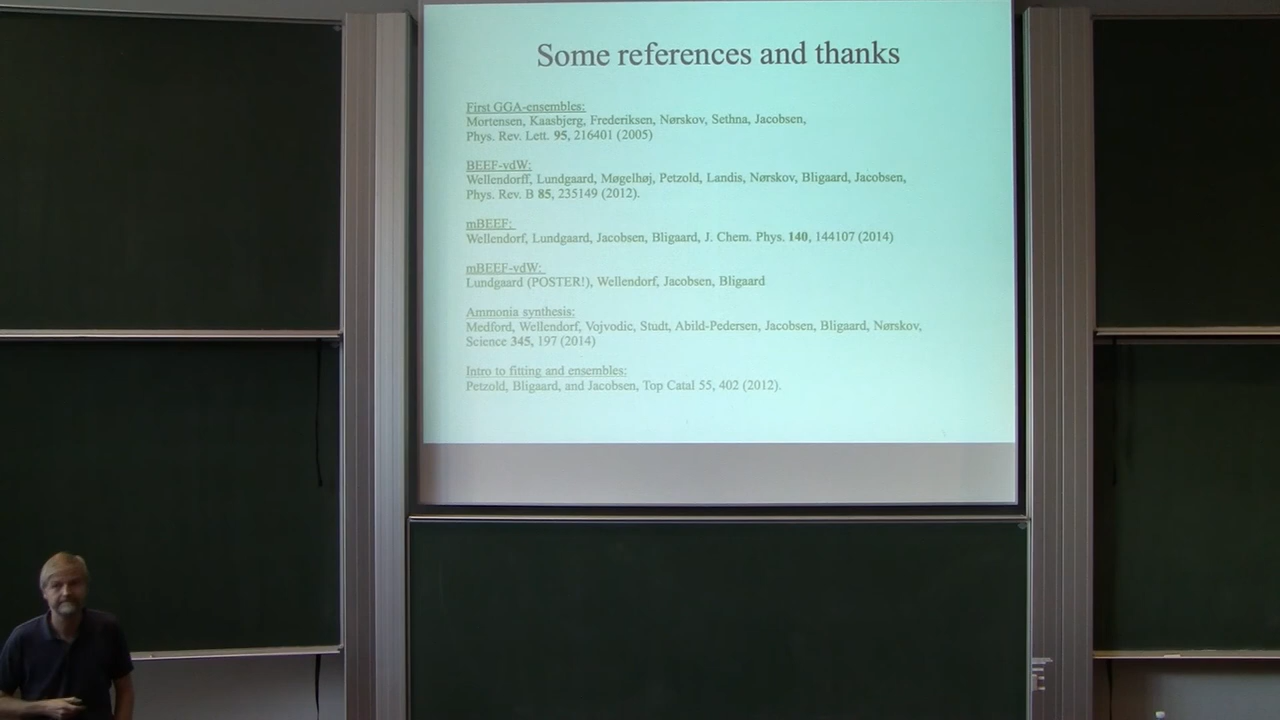 Some references and thanks
First GGA-ensembles:
Mortensen, Kaasbjerg, Frederiksen, Nørskov, Sethna, Jacobsen,
Phys. Rev. Lett. 95, 216401 (2005)
BEEF-vdW:
Wellendorff, Lundgaard, Møgelhøj, Petzold, Landis, Nørskov, Bligaard, Jacobsen,
Phys. Rev. B 85, 235149 (2012).
mBEEF:
Wellendorf, Lundgaard, Jacobsen, Bligaard, J. Chem. Phys. 140, 144107 (2014)
mBEEF-vdW:
Lundgaard (POSTER!), Wellendorf, Jacobsen, Bligaard
Ammonia synthesis:
Medford, Wellendorf, Vojvodic, Studt, Abild-Pedersen, Jacobsen, Bligaard, Nørskov,
Science 345, 197 (2014)
Intro to fitting and ensembles:
Petzold, Bligaard, and Jacobsen, Top Catal 55, 402 (2012).